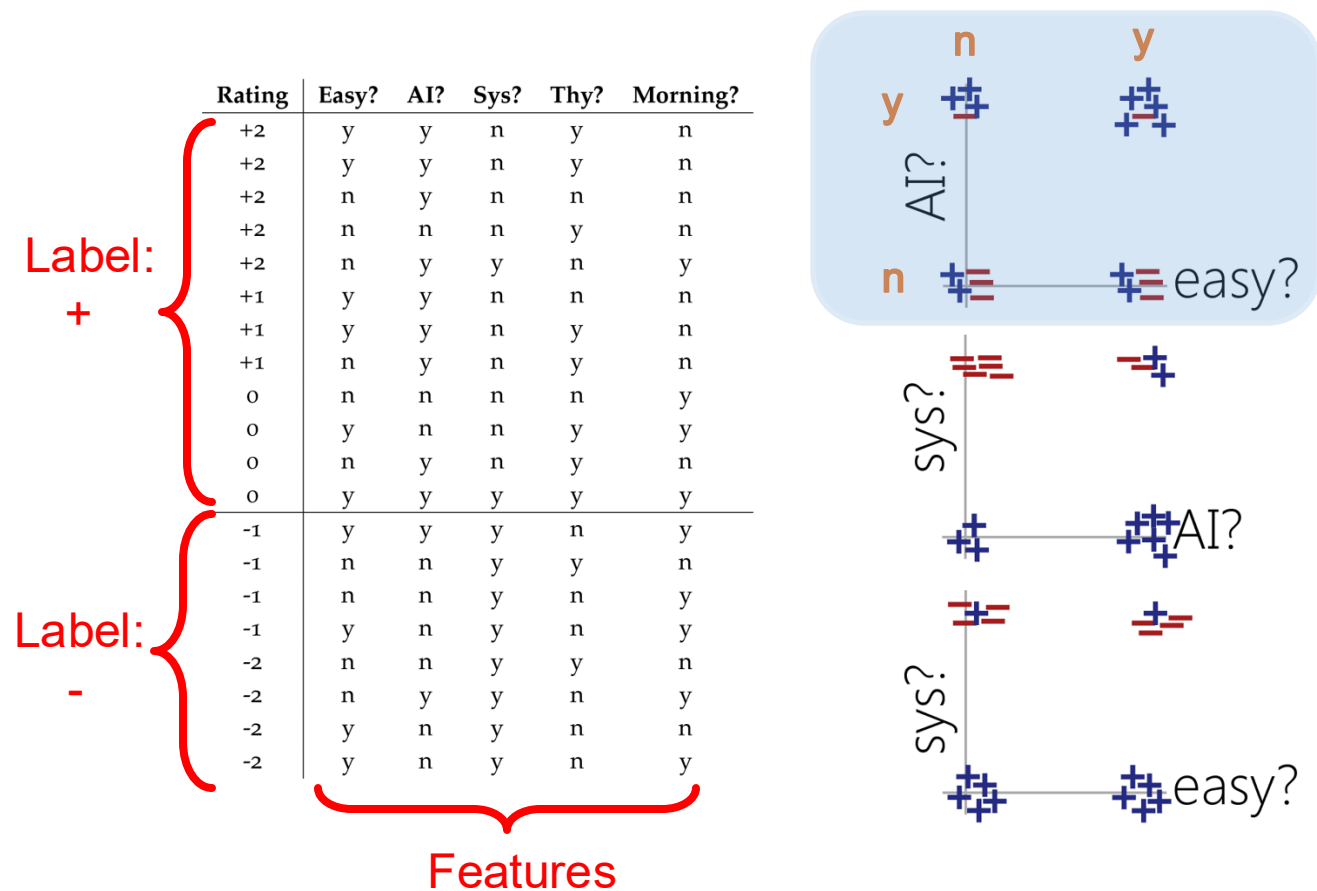 Rating Easy? AI? Sys? Thy? Morning?
+2 y y n y n
+2 y y n y n
+2 n y n n n
+2 n n n y n
+2 n y y n y
+1 y y n n n
+1 y y n y n
+1 n y n y n
0 n n n n y
0 y n n y y
0 n y n y n
0 y y y y y
-1 y y y n y
-1 n n y y n
-1 n n y n y
-1 y n y n y
-2 n n y y n
-2 n y y n y
-2 y n y n n
-2 y n y n y
Label:
+
Label:
-
Features
n y
y
AI?
n
easy?
sys?
AI?
sys?
easy?